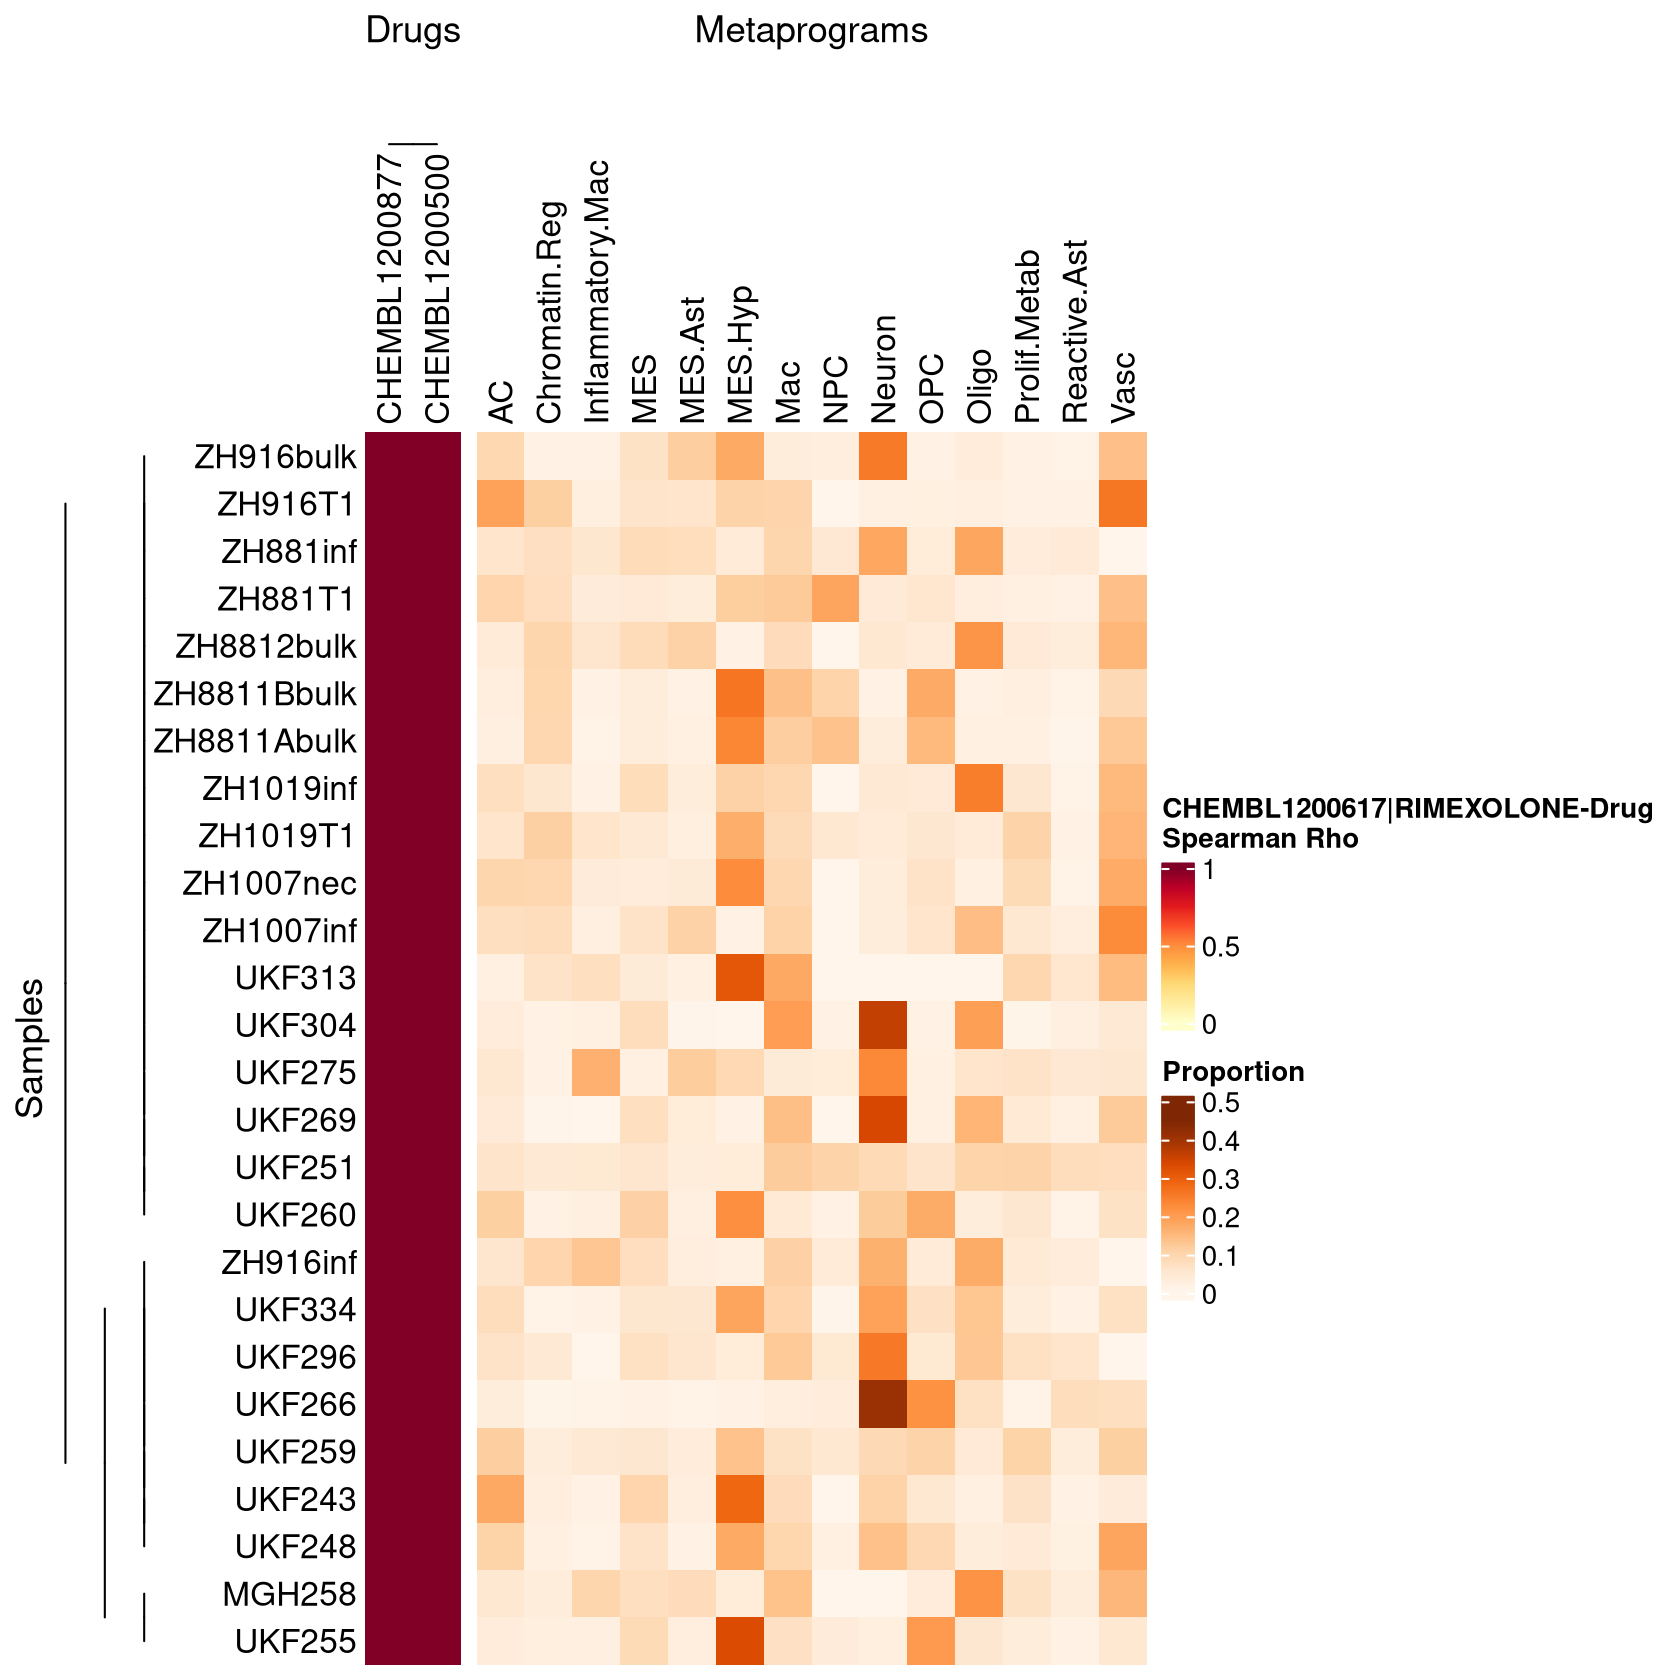 Drugs
Metaprograms
CHEMBL1200877
CHEMBL1200500
AC
Chromatin.Reg
Inflammatory.Mac
MES
MES.Ast
MES.Hyp
Mac
NPC
Neuron
OPC
Oligo
Prolif.Metab
Reactive.Ast
Vasc
Samples
ZH916bulk
ZH916T1
ZH881inf
ZH881T1
ZH8812bulk
ZH8811Bbulk
ZH8811Abulk
ZH1019inf
ZH1019T1
ZH1007nec
ZH1007inf
UKF313
UKF304
UKF275
UKF269
UKF251
UKF260
ZH916inf
UKF334
UKF296
UKF266
UKF259
UKF243
UKF248
MGH258
UKF255
CHEMBL1200617|RIMEXOLONE-Drug
Spearman Rho
1
0.5
0
Proportion
0.5
0.4
0.3
0.2
0.1
0